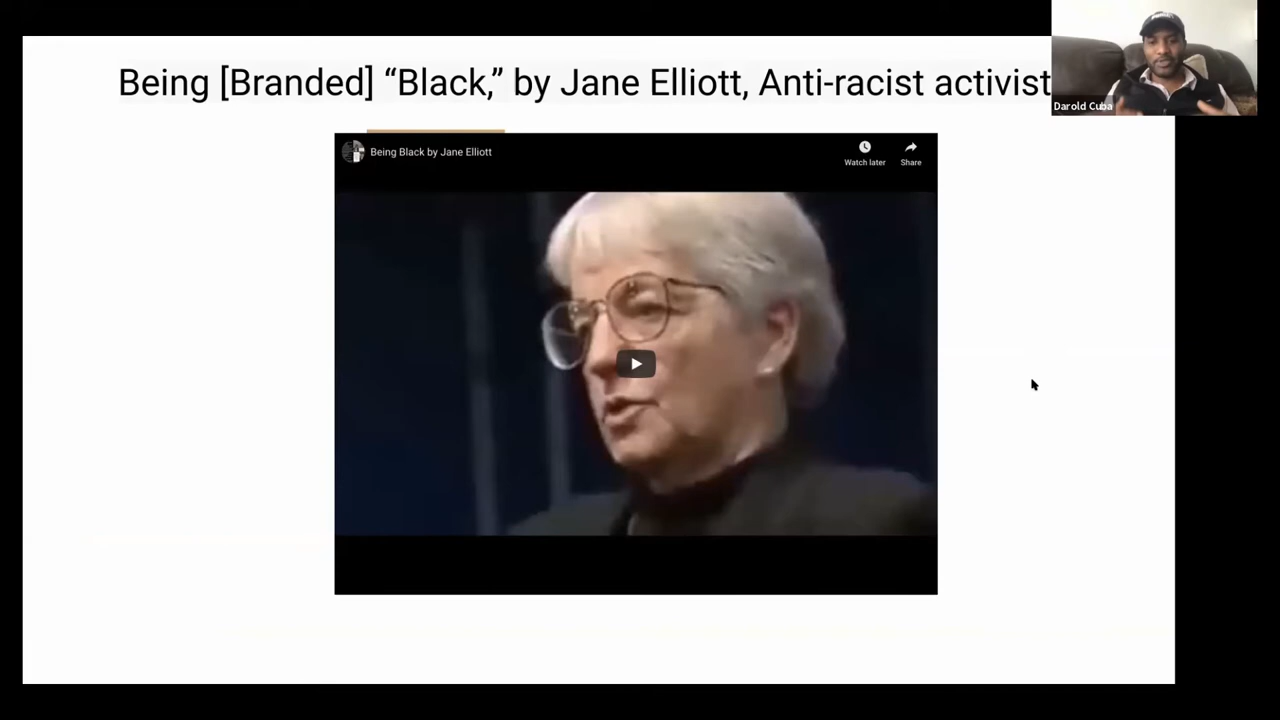 Being [Branded] “Black,” by Jane Elliott, Anti-racist activist
Darold Cuba
Being Black by Jane Elliott
Watch later
Share